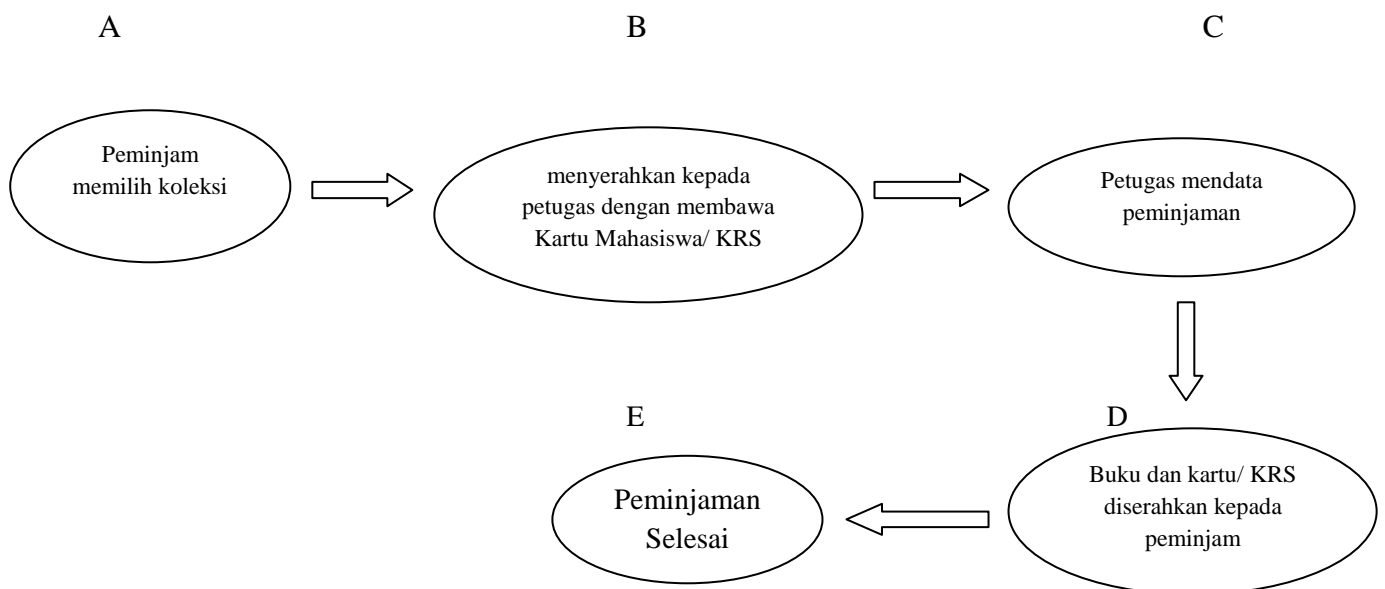 A
B
C
Peminjam
memilih koleksi
menyerahkan kepada
petugas dengan membawa
Kartu Mahasiswa/ KRS
Petugas mendata
peminjaman
D
Buku dan kartu/ KRS
diserahkan kepada
peminjam
E
Peminjaman
Selesai